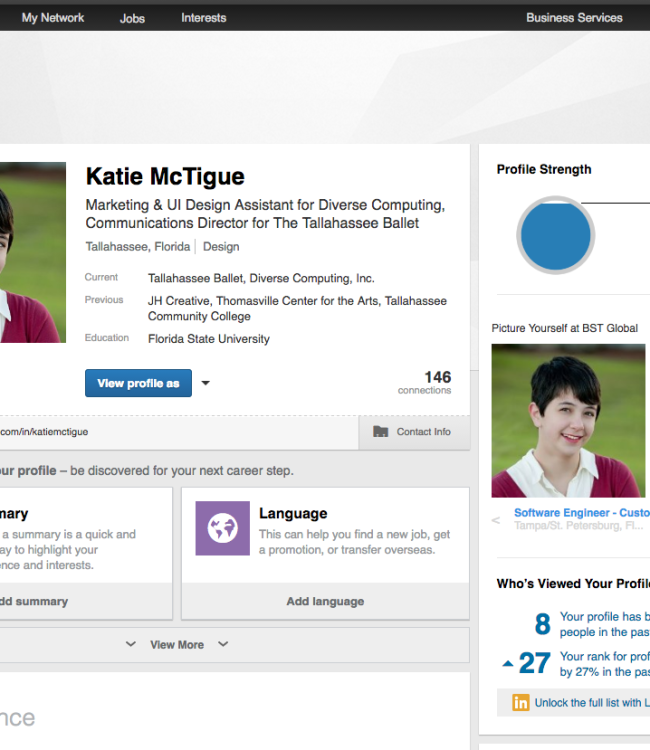 My Network Jobs Interests Business Services
Katie McTigue
Marketing & UI Design Assistant for Diverse Computing,
Communications Director for The Tallahassee Ballet
Tallahassee, Florida | Design
Current Tallahassee Ballet, Diverse Computing, Inc.
Previous JH Creative, Thomasville Center for the Arts, Tallahassee
Community College
Education Florida State University
View profile as
146
connections
com/in/katiemctigue
Contact Info
ur profile – be discovered for your next career step.
mary
a summary is a quick and
ay to highlight your
ence and interests.
dd summary
Language
This can help you find a new job, get
a promotion, or transfer overseas.
Add language
View More
nce
Profile Strength
Picture Yourself at BST Global
< Software Engineer - Custo
Tampa/St. Petersburg, Fl...
Who's Viewed Your Profil
8 Your profile has b
people in the pas
27 Your rank for prof
by 27% in the pas
in Unlock the full list with L